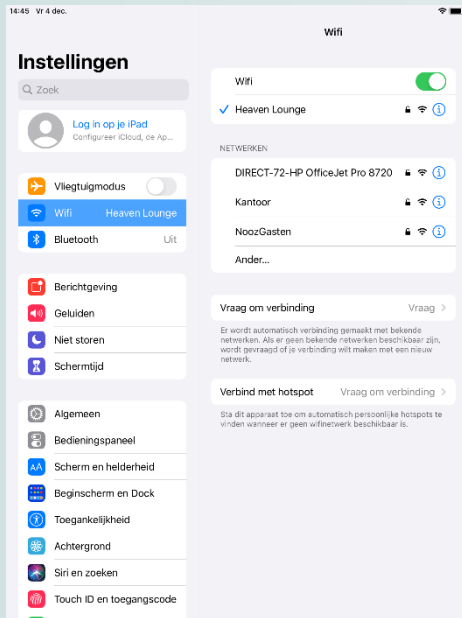 14:45 Vr 4 dec.
Instellingen
Zoek
Log in op je iPad
Configureer iCloud, de Ap...
Vliegtuigmodus
Wifi Heaven Lounge
Bluetooth Uit
Berichtgeving
Geluiden
Niet storen
Schermtijd
Algemeen
Bedieningspaneel
AA Scherm en helderheid
Beginscherm en Dock
Toegankelijkheid
Achtergrond
Siri en zoeken
Touch ID en toegangscode
Wifi
Wifi
Heaven Lounge
NETWERKEN
DIRECT-72-HP OfficeJet Pro 8720
Kantoor
NoozGasten
Ander...
Vraag om verbinding Vraag
Er wordt automatisch verbinding gemaakt met bekende
netwerken. Als er geen bekende netwerken beschikbaar zijn,
wordt gevraagd of je verbinding wilt maken met een nieuw
netwerk.
Verbind met hotspot Vraag om verbinding
Sta dit apparaat toe om automatisch persoonlijke hotspots te
vinden wanneer er geen wifinetwerk beschikbaar is.